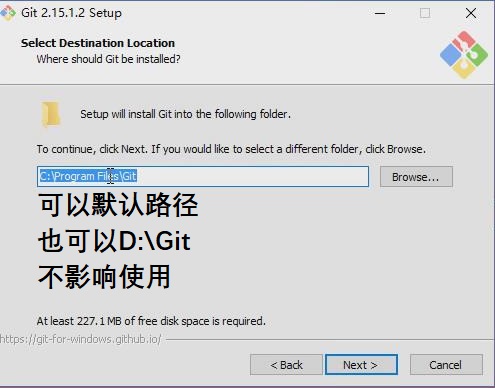 Git 2.15.1.2 Setup
Select Destination Location
Where should Git be installed?
Setup will install Git into the following folder.
To continue, click Next. If you would like to select a different folder, click Browse.
C:\Program Files\Git
Browse...
可以默认路径
也可以D:\Git
不影响使用
At least 227.1 MB of free disk space is required.
https://git-for-windows.github.io/
< Back
Next >
Cancel